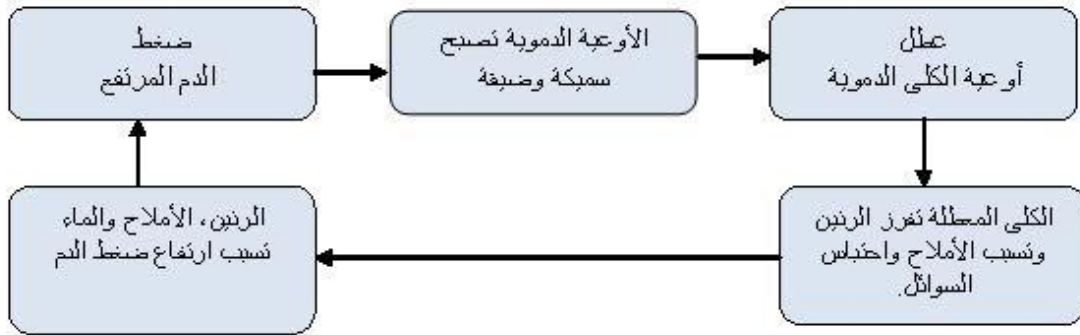 ضغط
الدم المرتفع
الأوعية الدموية تصبح
سميكة وضيقة
عطل
أوعية الكلى الدموية
الكلى المعطلة تفرز الرنين
وتسبب الأملاح واحتباس
السوائل.
الرنين، الأملاح والماء
تسبب ارتفاع ضغط الدم